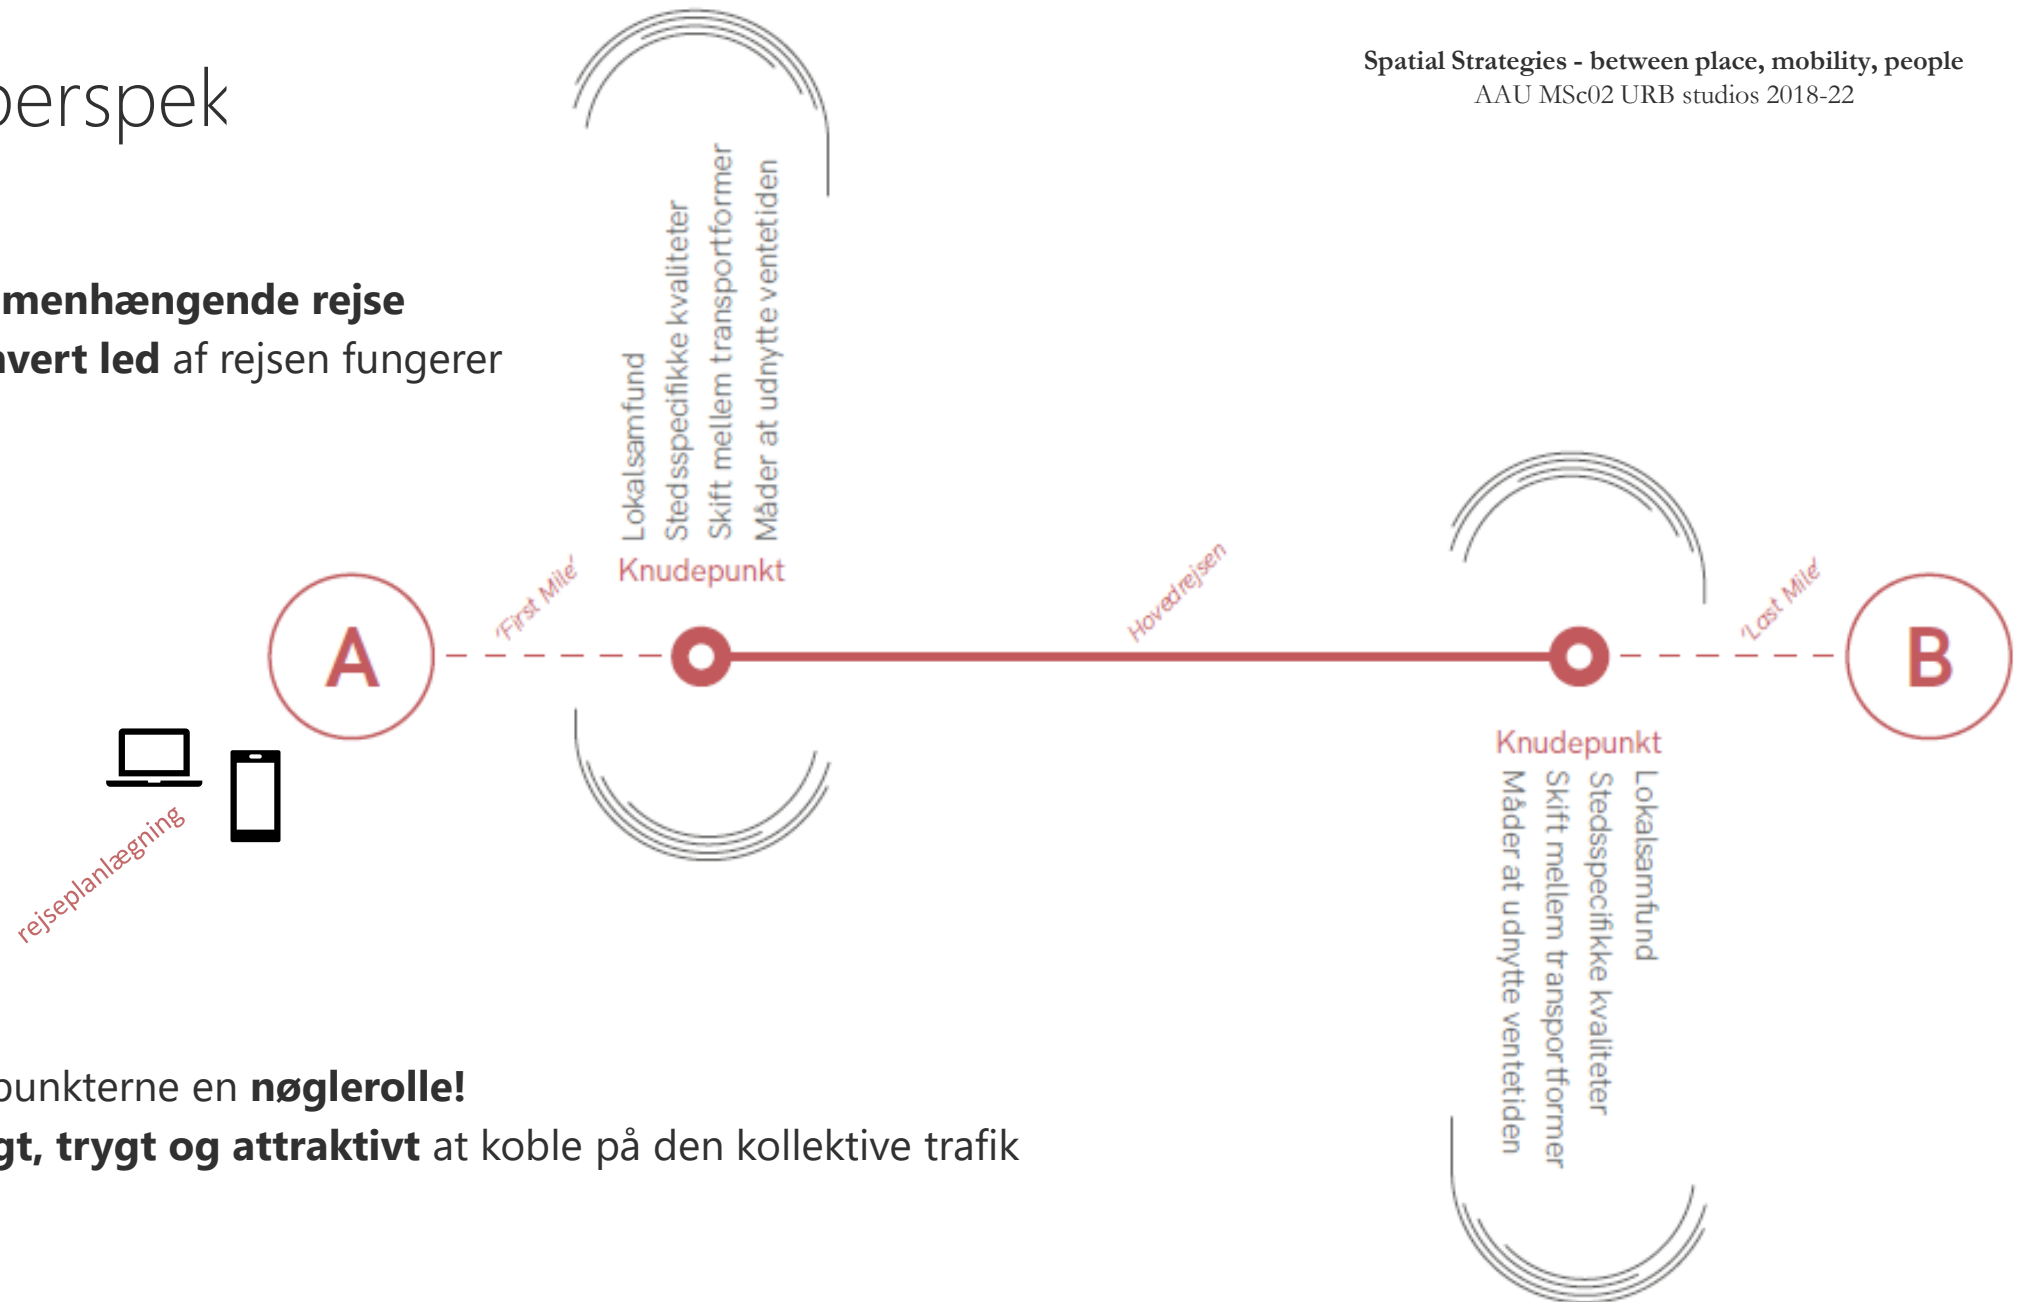 perspek
Spatial Strategies - between place, mobility, people
AAU MSc02 URB studios 2018-22
menhængende rejse
hvert led af rejsen fungerer
Lokalsamfund
Stedsspecifikke kvaliteter
Skift mellem transportformer
Måder at udnytte ventetiden
Knudepunkt
A
'First Mile'
Hovedrejsen
'Last Mile'
B
Knudepunkt
Lokalsamfund
Stedsspecifikke kvaliteter
Skift mellem transportformer
Måder at udnytte ventetiden
rejseplanlægning
punkterne en nøglerolle!
gt, trygt og attraktivt at koble på den kollektive trafik